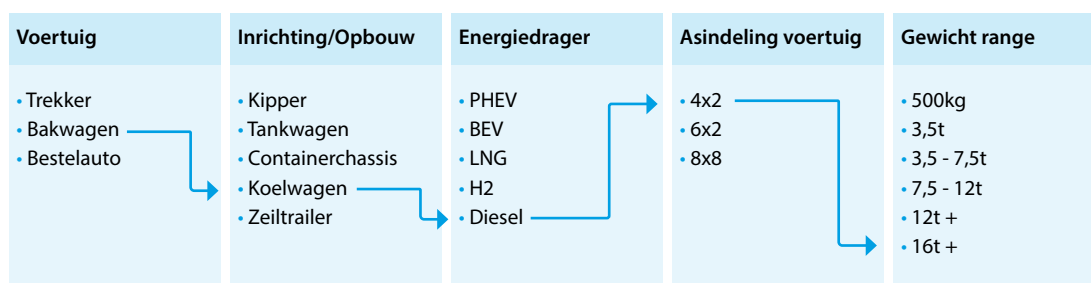 Voertuig
• Trekker
• Bakwagen
• Bestelauto
Inrichting/Opbouw
• Kipper
• Tankwagen
• Containerchassis
• Koelwagen
• Zeiltrailer
Energiedrager
• PHEV
• BEV
• LNG
• H2
• Diesel
Asindeling voertuig
• 4x2
• 6x2
• 8x8
Gewicht range
• 500kg
• 3,5t
• 3,5 - 7,5t
• 7,5 - 12t
• 12t +
• 16t +